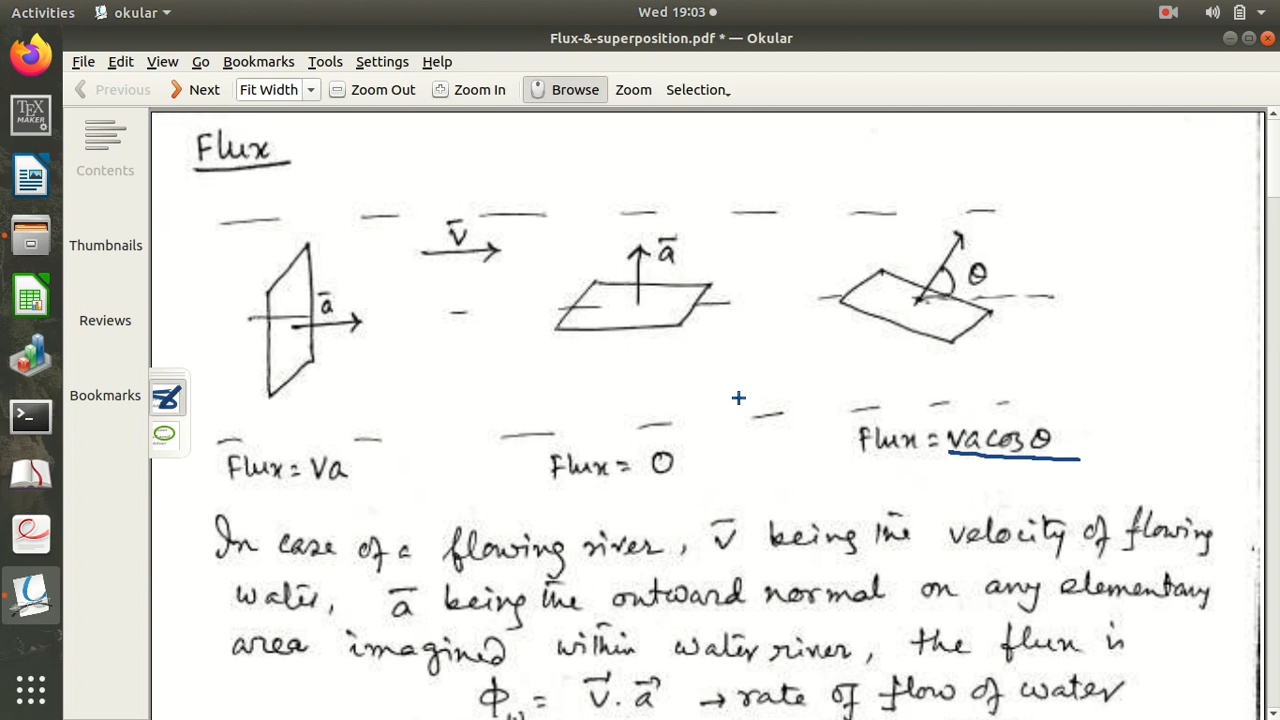 Activities okular Wed 19:03
Flux-&-superposition.pdf * — Okular
File Edit View Go Bookmarks Tools Settings Help
Previous Next Fit Width Zoom Out Zoom In Browse Zoom Selection
Contents
Thumbnails
Reviews
Bookmarks
Flux
v̄
ā
ā
θ
Flux = va
Flux = 0
Flux = va cos θ
In case of a flowing river, v̄ being the velocity of flowing
water, ā being the outward normal on any elementary
area imagined within water river, the flux is
ϕw = v⃗ . a⃗ → rate of flow of water